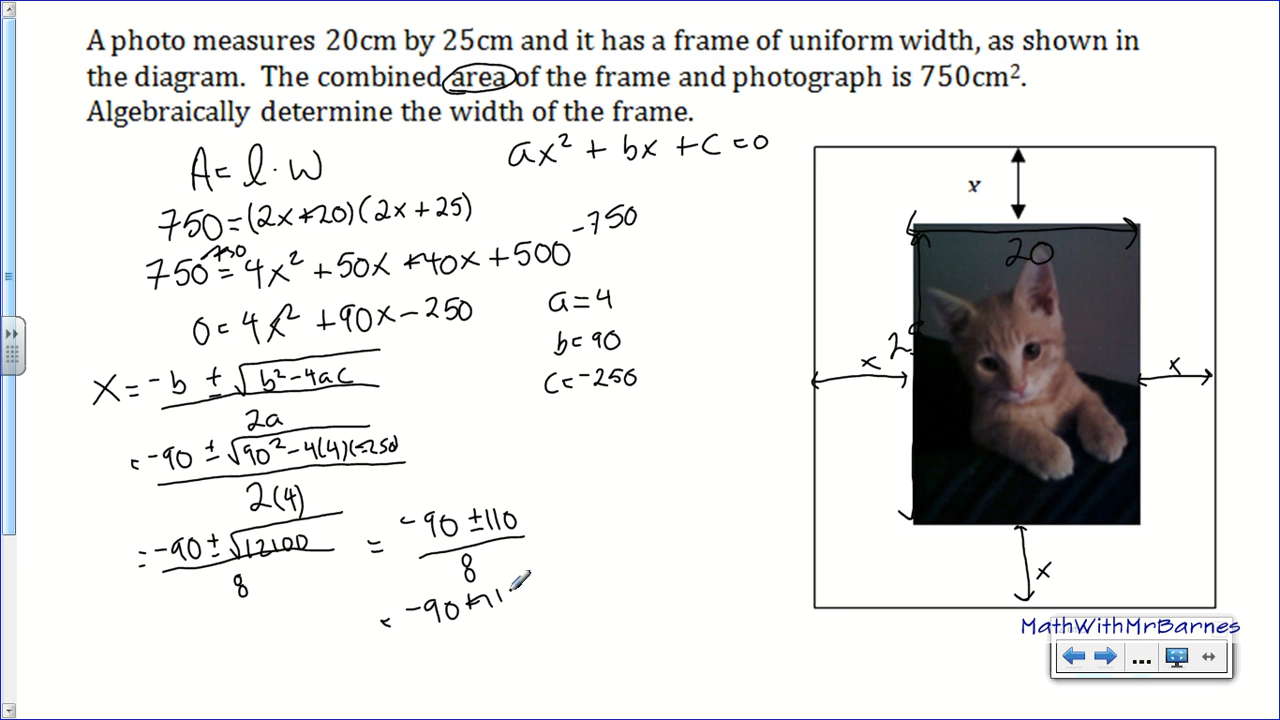 A photo measures 20cm by 25cm and it has a frame of uniform width, as shown in
the diagram. The combined area of the frame and photograph is 750cm².
Algebraically determine the width of the frame.
A = l · w
ax² + bx + c = 0
750 = (2x + 20)(2x + 25)
-750 -750
750 = 4x² + 50x + 40x + 500
0 = 4x² + 90x - 250
a = 4
b = 90
c = -250
x = -b ± √b² - 4ac
2a
= -90 ± √90² - 4(4)(-250
2(4)
= -90 ± √12100 = -90 ± 110
8 8
= -90 + 11
x
20
25
x
x
x
MathWithMrBarnes
...